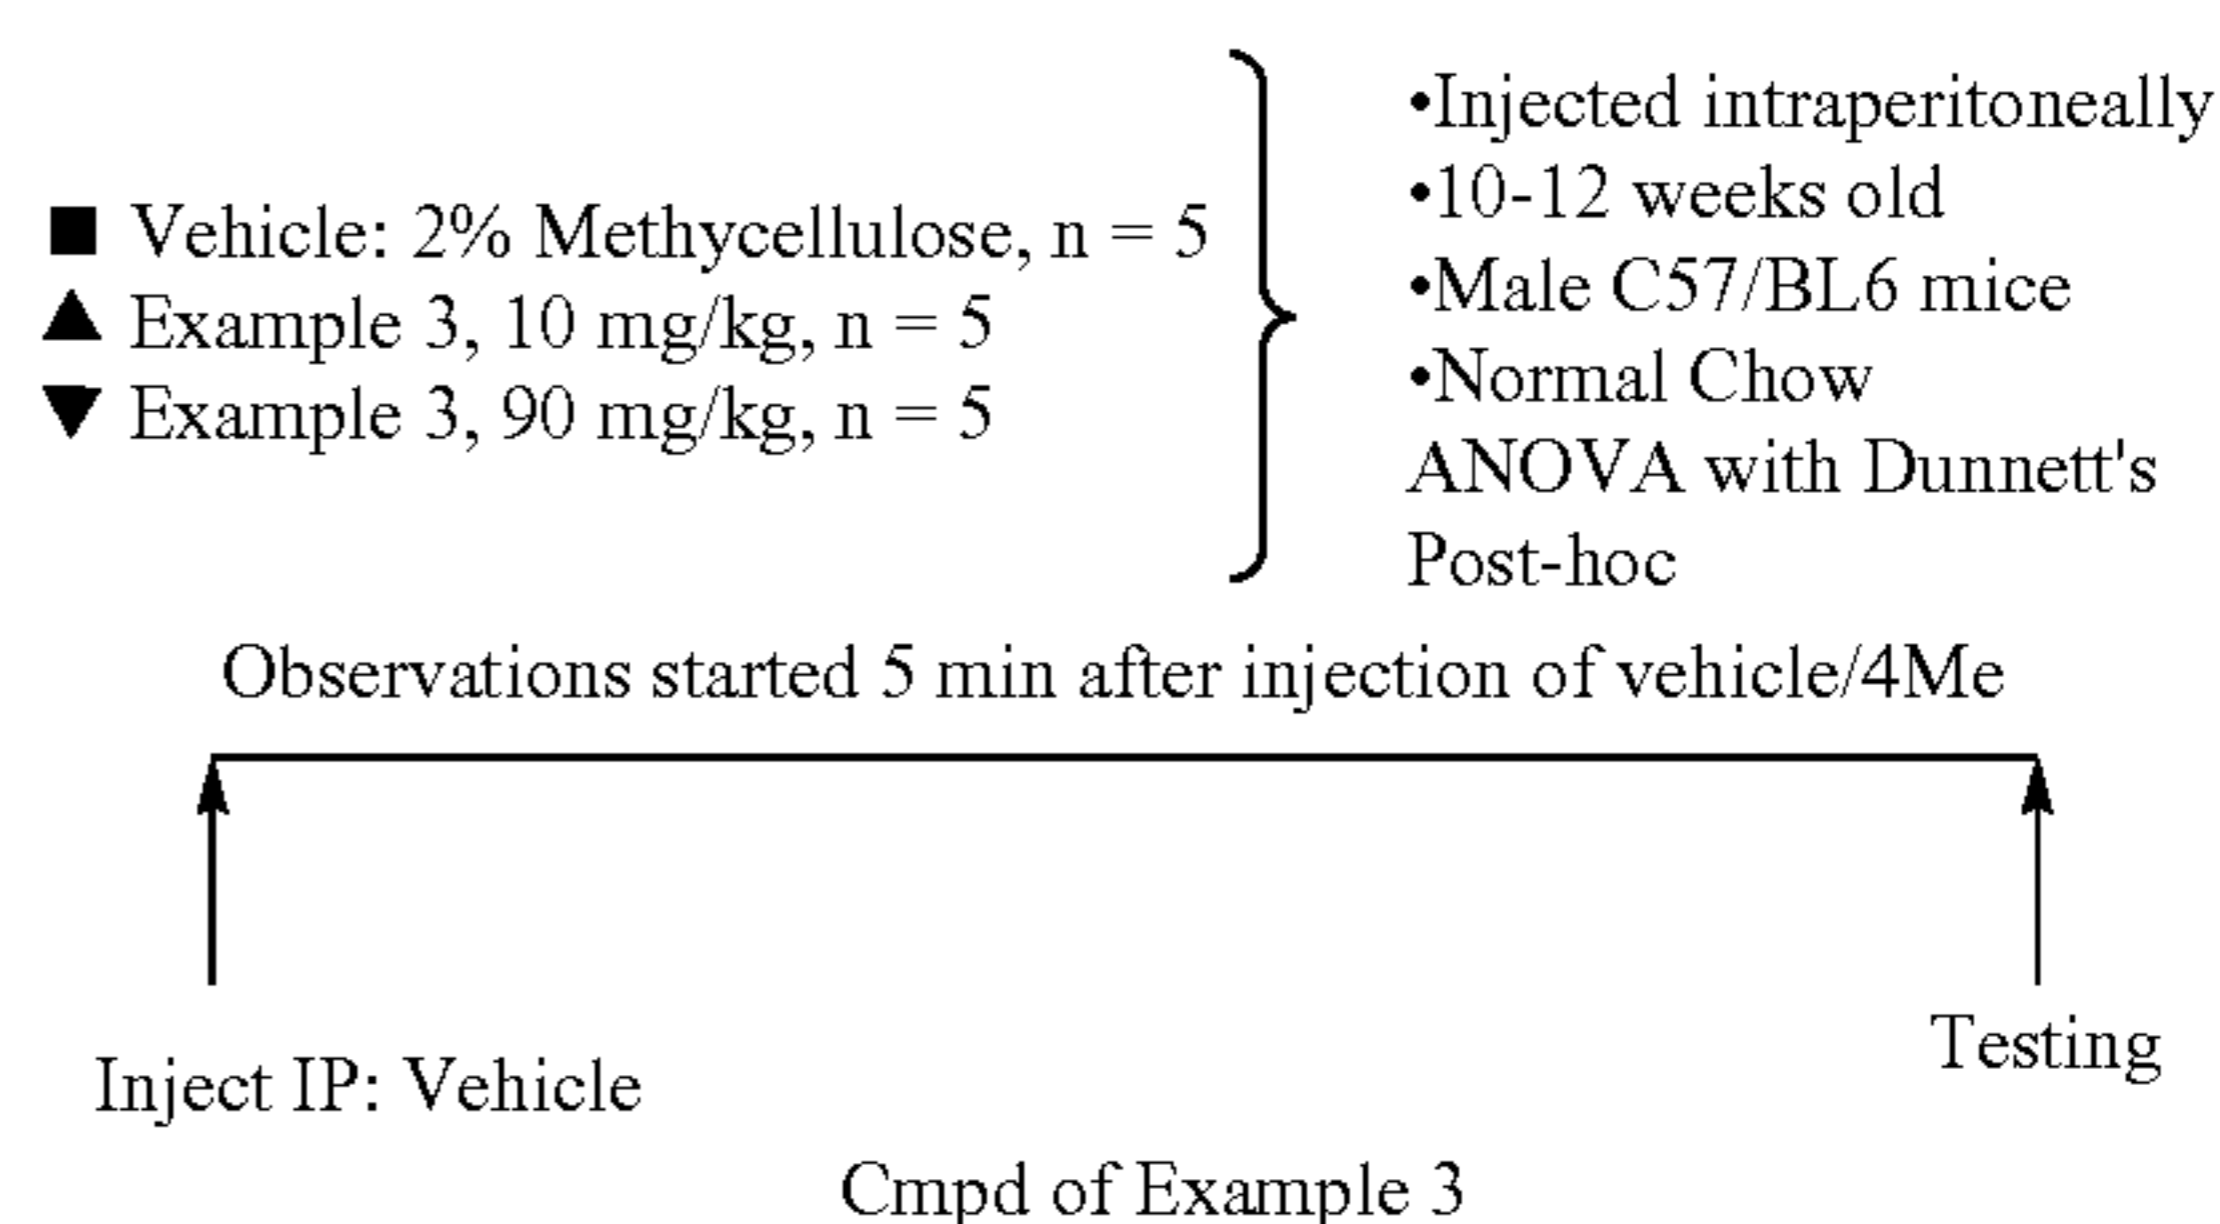 ■ Vehicle: 2% Methycellulose, n = 5
▲ Example 3, 10 mg/kg, n = 5
▼ Example 3, 90 mg/kg, n = 5
•Injected intraperitoneally
•10-12 weeks old
•Male C57/BL6 mice
•Normal Chow
ANOVA with Dunnett's
Post-hoc
Observations started 5 min after injection of vehicle/4Me
Inject IP: Vehicle
Testing
Cmpd of Example 3